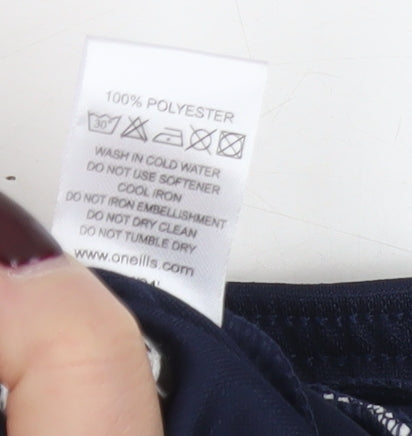 100% POLYESTER
30
WASH IN COLD WATER
DO NOT USE SOFTENER
COOL IRON
DO NOT IRON EMBELLISHMENT
DO NOT DRY CLEAN
DO NOT TUMBLE DRY
www.oneills.com